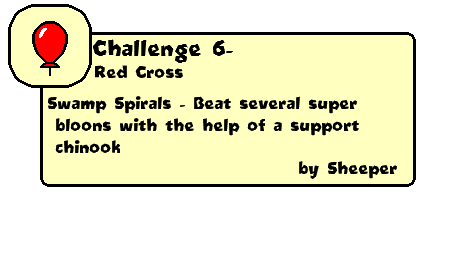 Challenge 6-
Red Cross
Swamp Spirals - Beat several super
bloons with the help of a support
chinook
by Sheeper